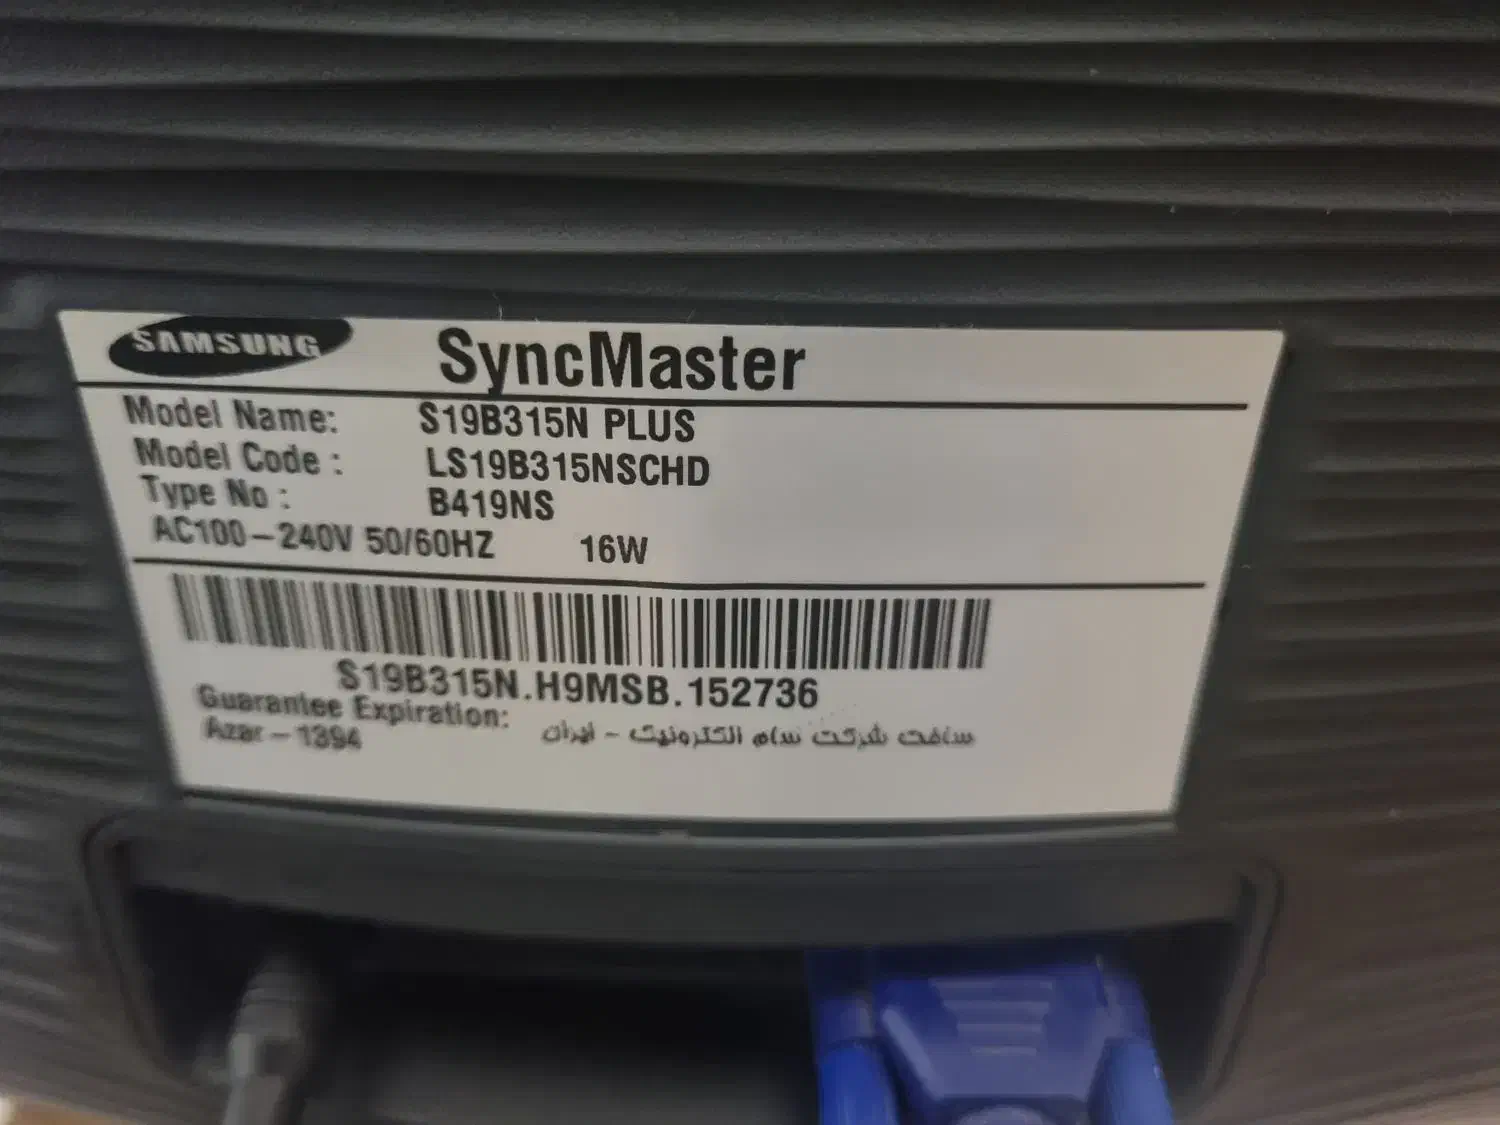 SAMSUNG SyncMaster
Model Name: S19B315N PLUS
Model Code : LS19B315NSCHD
Type No : B419NS
AC100-240V 50/60HZ 16W
S19B315N.H9MSB.152736
Guarantee Expiration:
Azar - 1394 ساخت شرکت سام الکترونیک - ایران